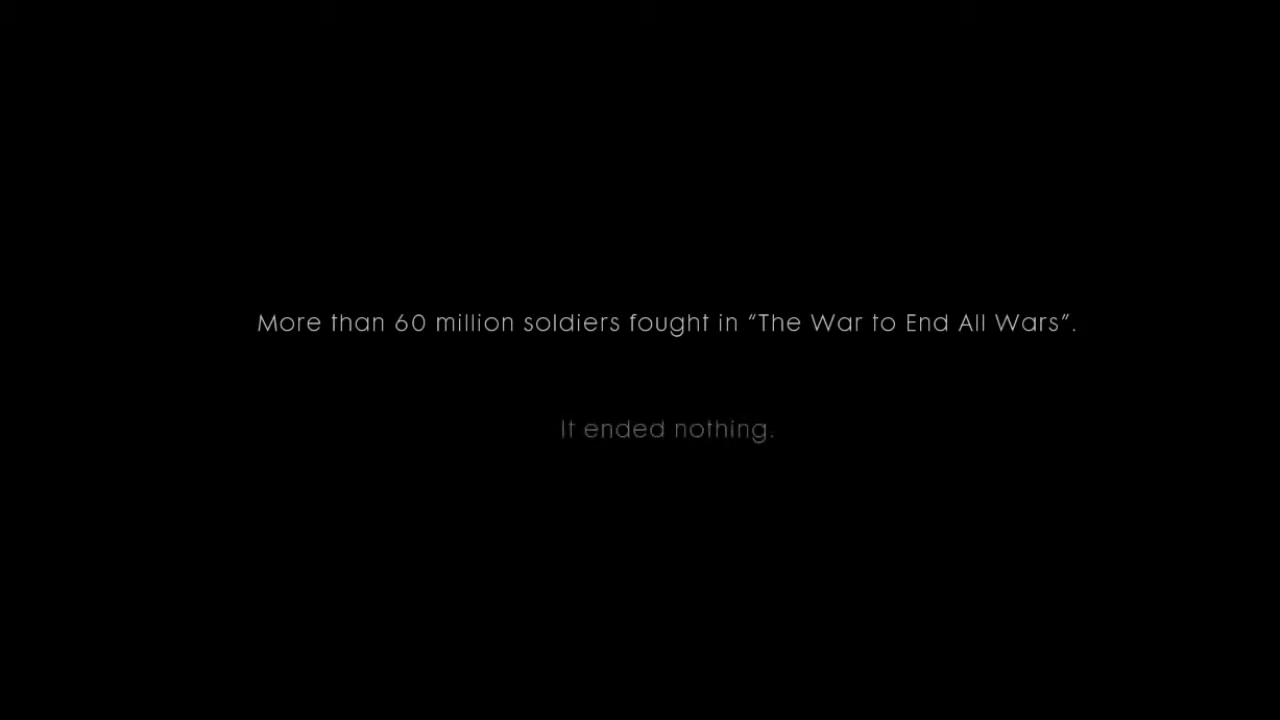 More than 60 million soldiers fought in “The War to End All Wars”.
It ended nothing.